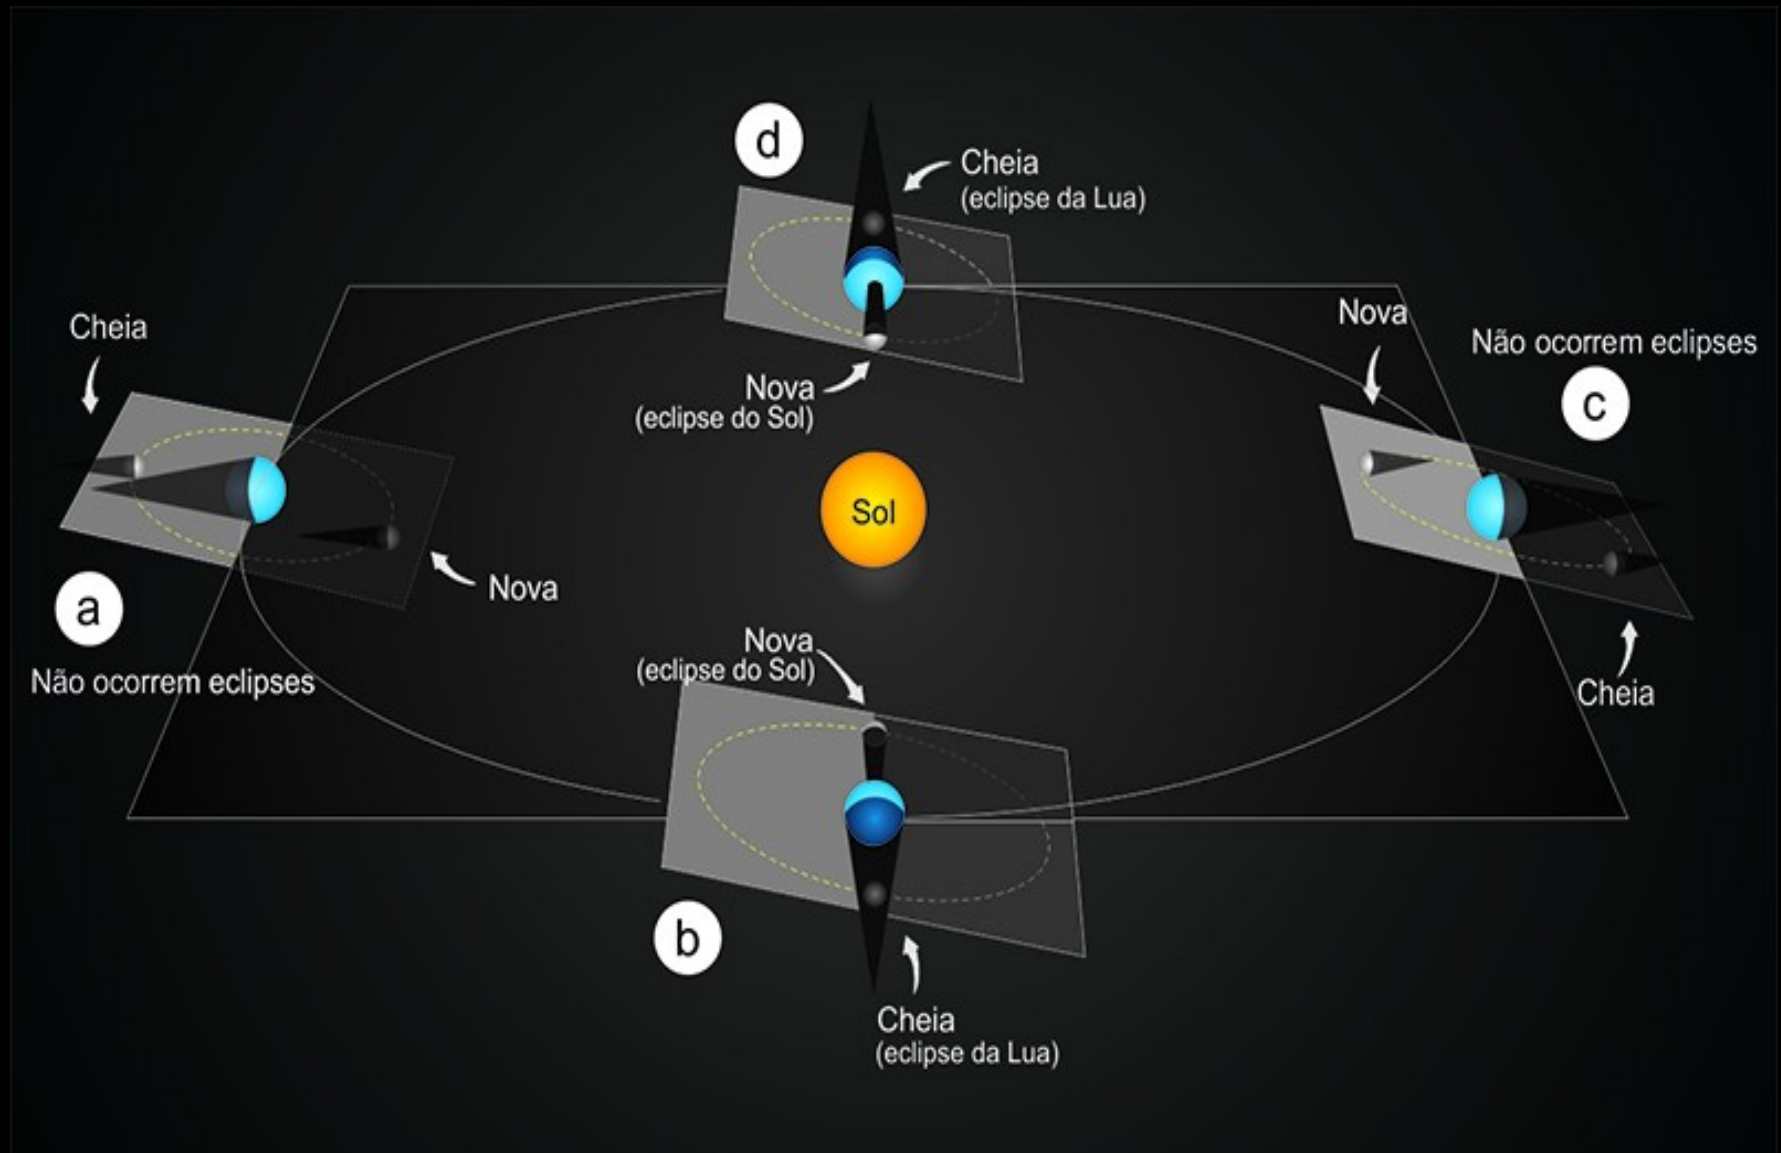 d
Cheia
(eclipse da Lua)
Nova
(eclipse do Sol)
Cheia
Nova
a
Não ocorrem eclipses
Sol
Nova
Não ocorrem eclipses
c
Cheia
Nova
(eclipse do Sol)
b
Cheia
(eclipse da Lua)